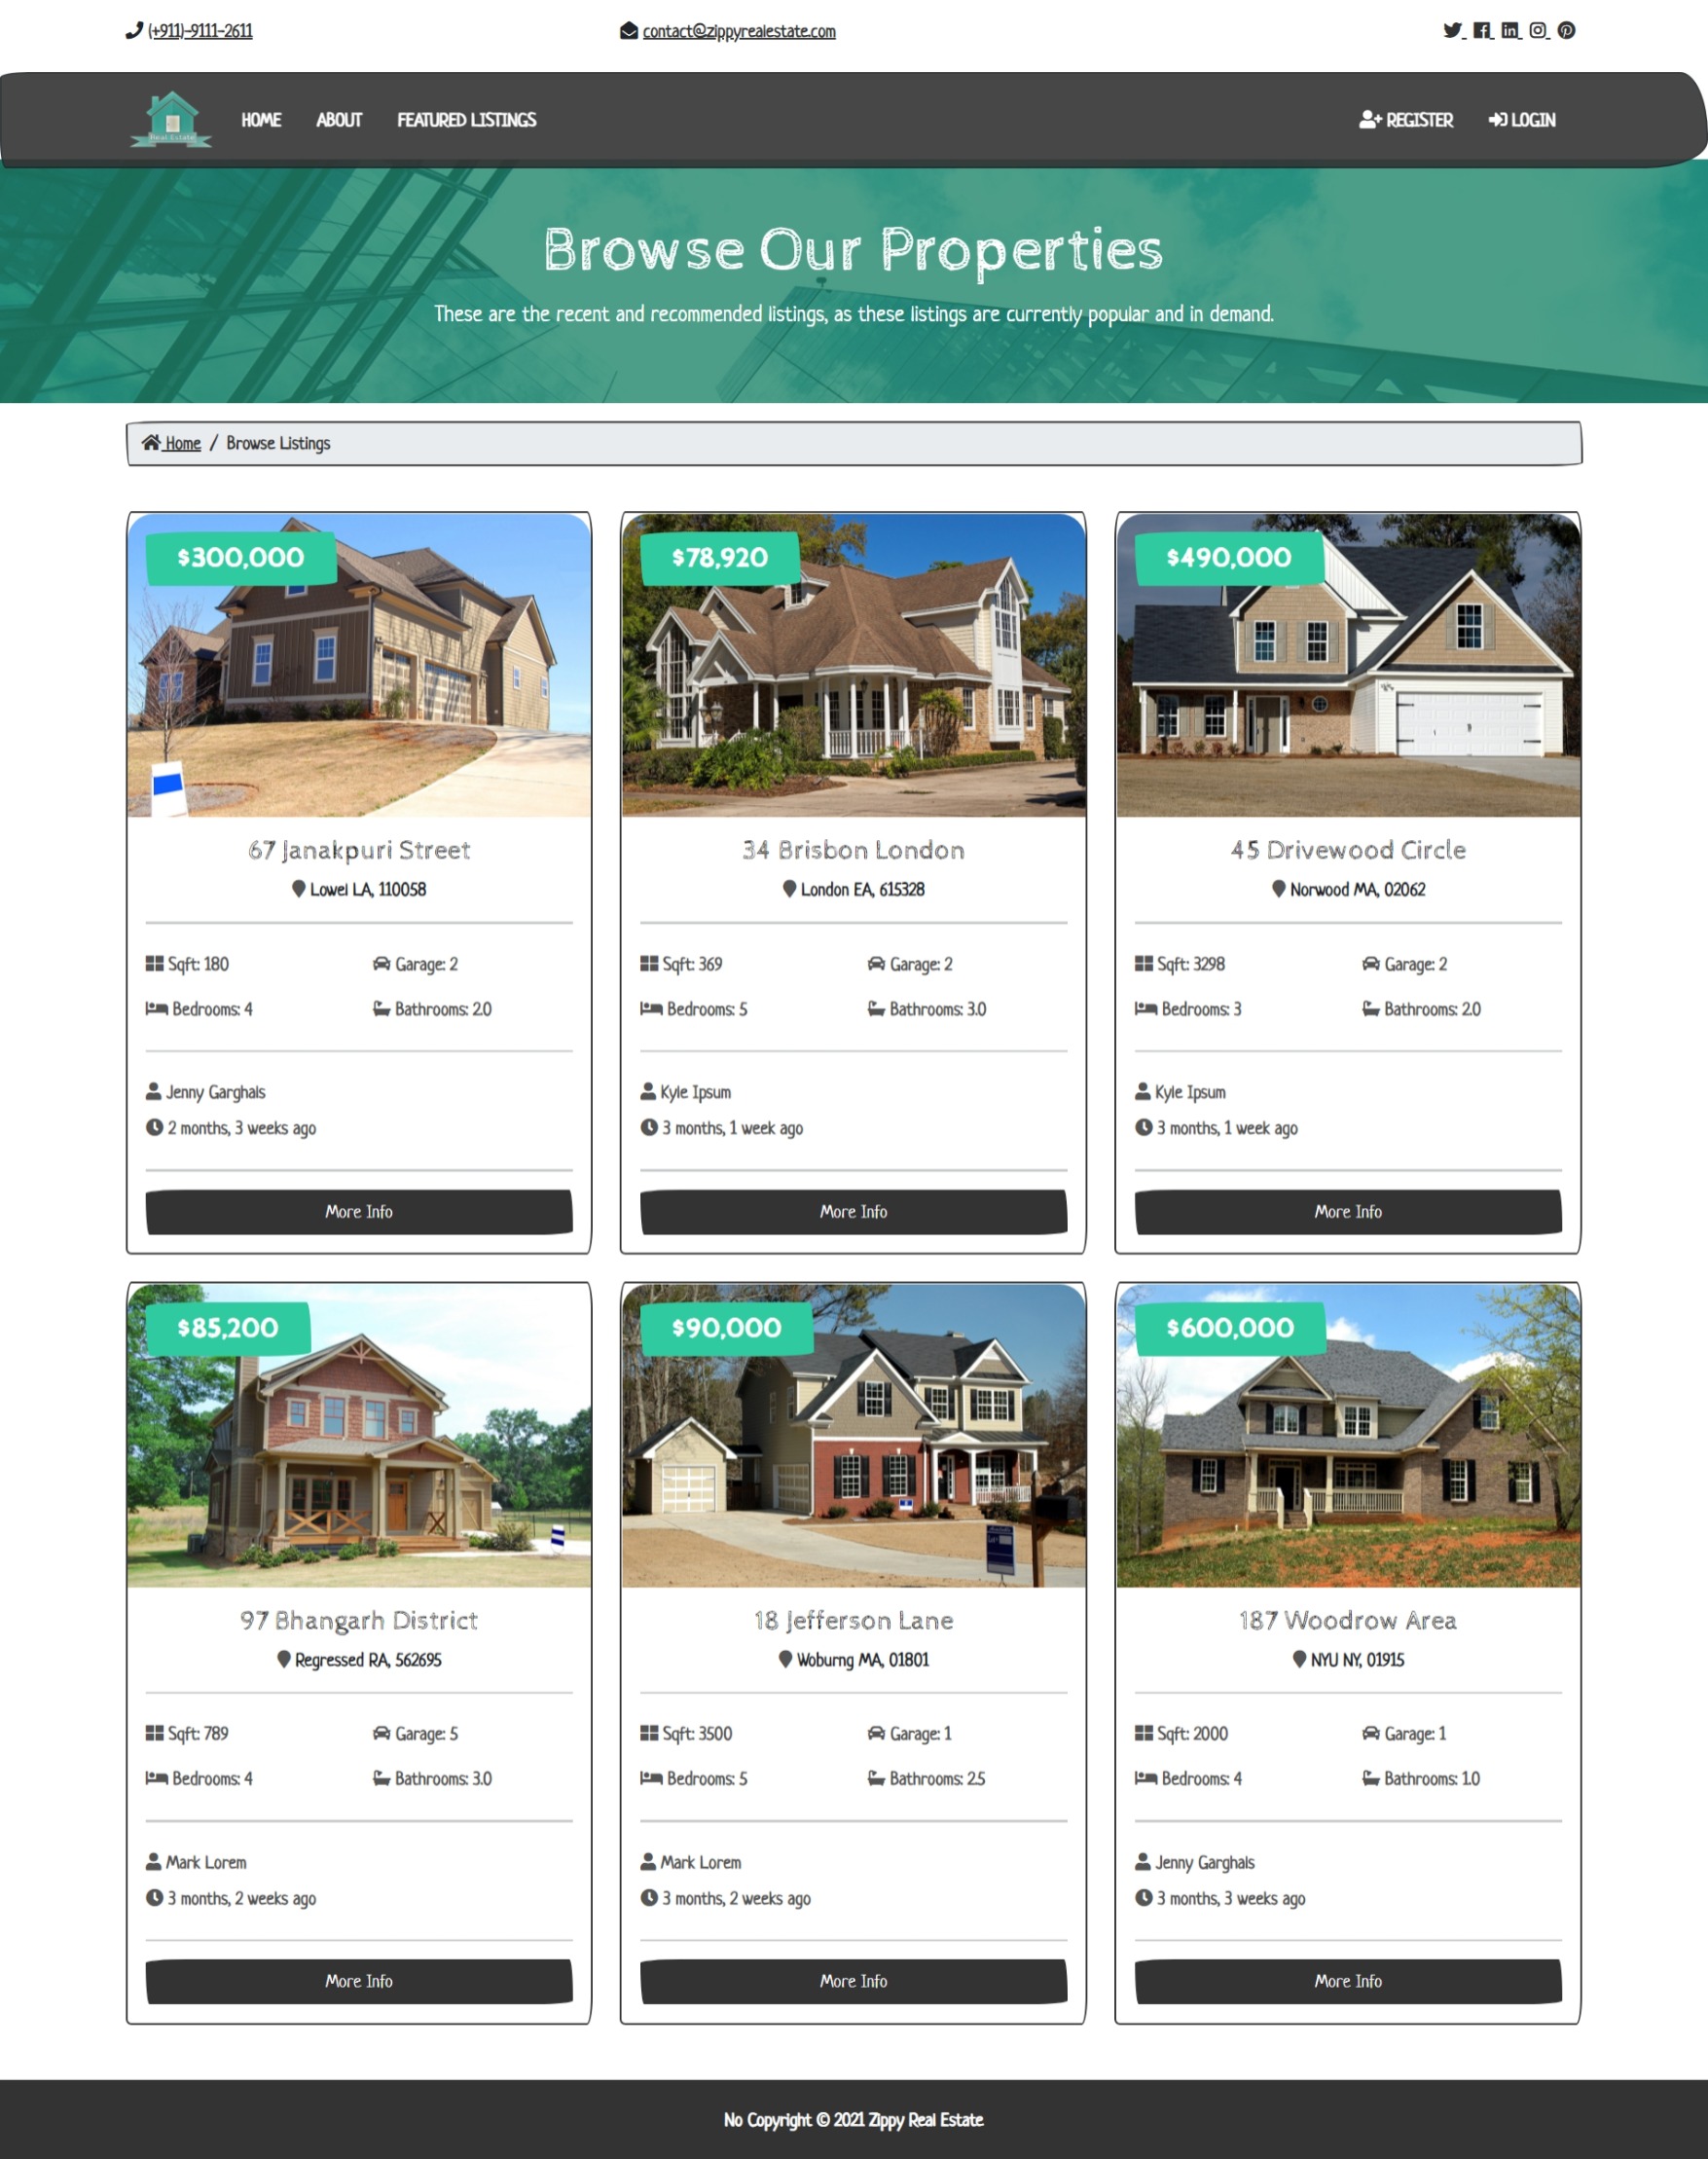 (+911)-9111-2611
contact@zippyrealestate.com
Real Estate
HOME ABOUT FEATURED LISTINGS
REGISTER LOGIN
Browse Our Properties
These are the recent and recommended listings, as these listings are currently popular and in demand.
Home / Browse Listings
$300,000
67 Janakpuri Street
Lowel LA, 110058
Sqft: 180 Garage: 2
Bedrooms: 4 Bathrooms: 2.0
Jenny Garghals
2 months, 3 weeks ago
More Info
$78,920
34 Brisbon London
London EA, 615328
Sqft: 369 Garage: 2
Bedrooms: 5 Bathrooms: 3.0
Kyle Ipsum
3 months, 1 week ago
More Info
$490,000
45 Drivewood Circle
Norwood MA, 02062
Sqft: 3298 Garage: 2
Bedrooms: 3 Bathrooms: 2.0
Kyle Ipsum
3 months, 1 week ago
More Info
$85,200
97 Bhangarh District
Regressed RA, 562695
Sqft: 789 Garage: 5
Bedrooms: 4 Bathrooms: 3.0
Mark Lorem
3 months, 2 weeks ago
More Info
$90,000
18 Jefferson Lane
Woburng MA, 01801
Sqft: 3500 Garage: 1
Bedrooms: 5 Bathrooms: 2.5
Mark Lorem
3 months, 2 weeks ago
More Info
$600,000
187 Woodrow Area
NYU NY, 01915
Sqft: 2000 Garage: 1
Bedrooms: 4 Bathrooms: 1.0
Jenny Garghals
3 months, 3 weeks ago
More Info
No Copyright © 2021 Zippy Real Estate